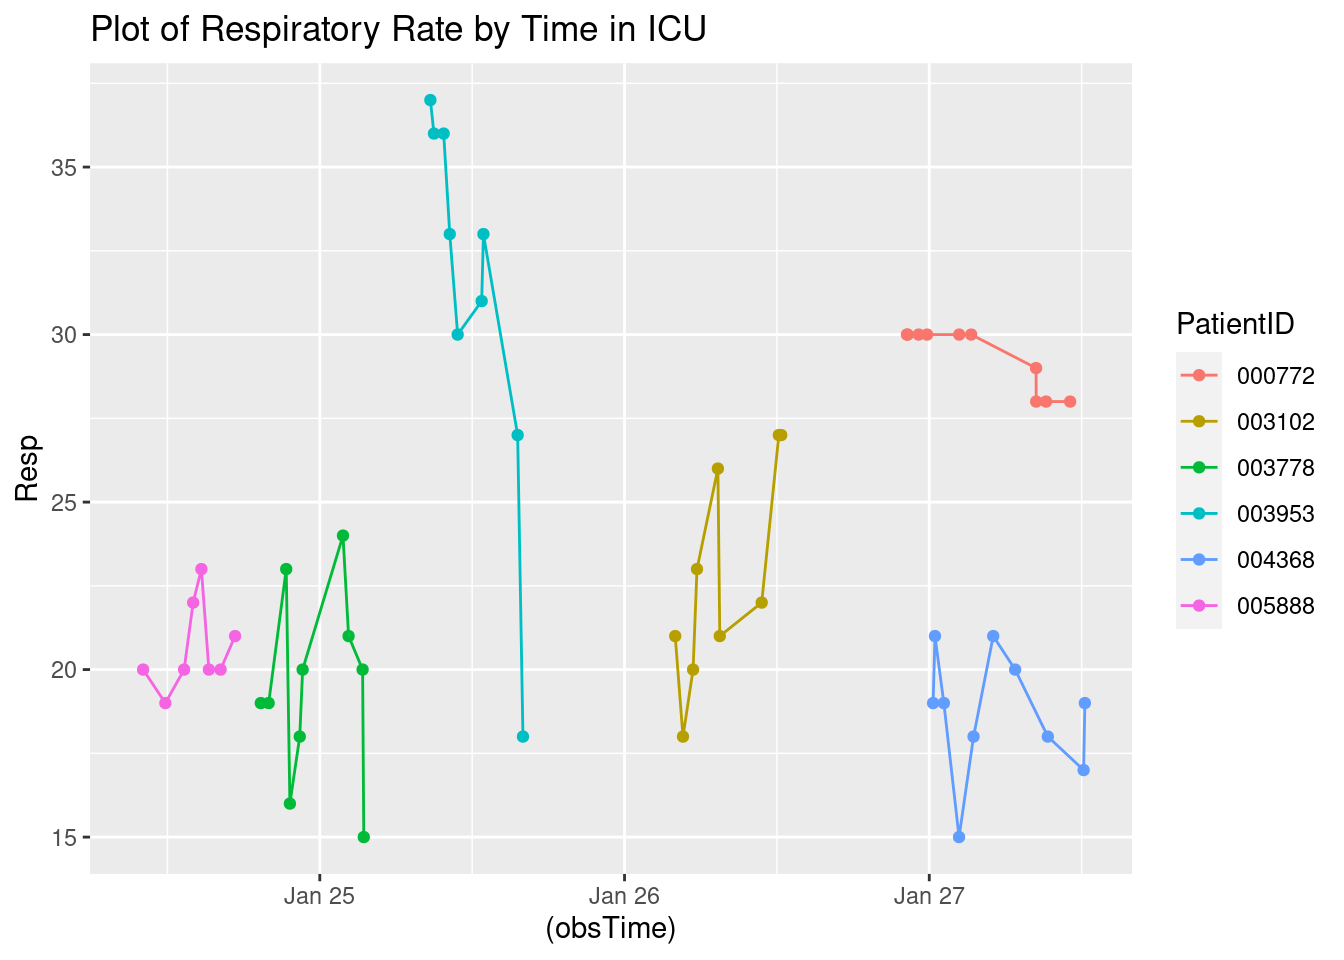 Plot of Respiratory Rate by Time in ICU
Resp
35
30
25
20
15
Jan 25
Jan 26
Jan 27
(obsTime)
PatientID
000772
003102
003778
003953
004368
005888